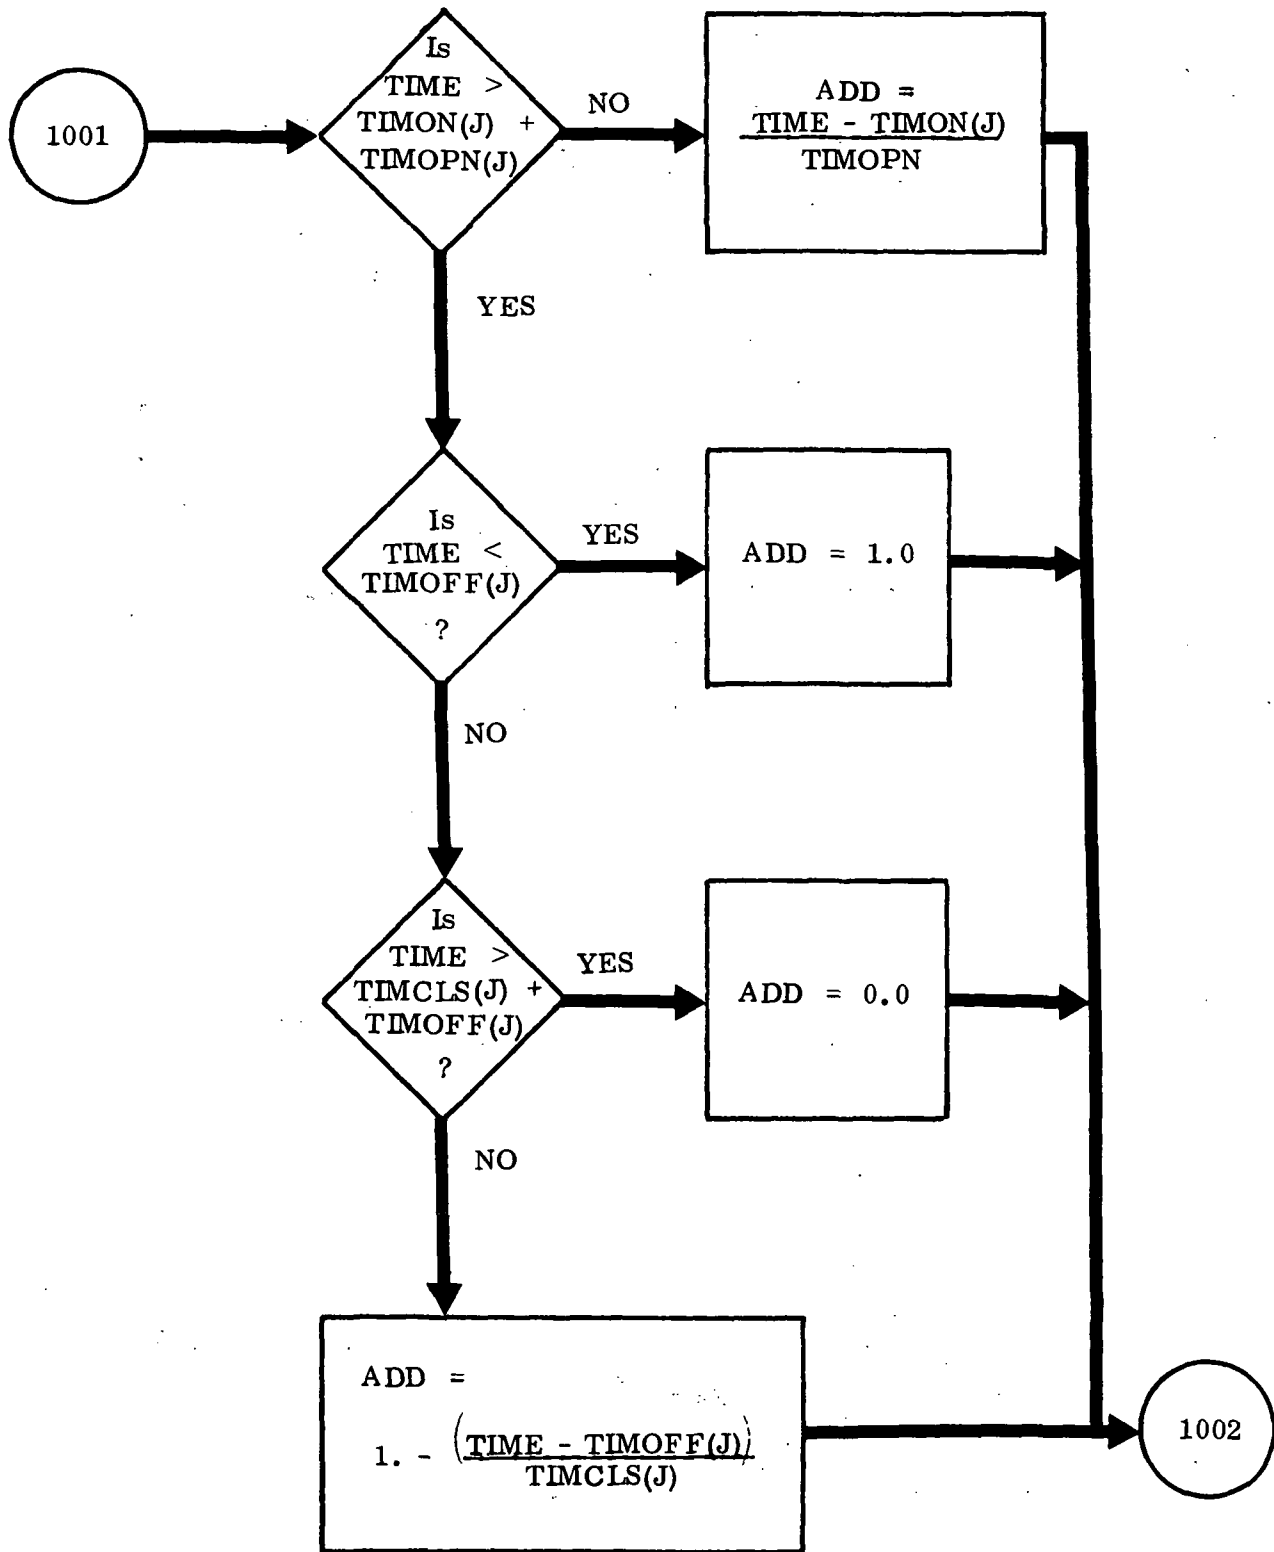 1001
Is
TIME >
TIMON(J) +
TIMOPN(J)
NO
ADD =
TIME - TIMON(J)
TIMOPN
YES
Is
TIME <
TIMOFF(J)
?
YES
ADD = 1.0
NO
Is
TIME >
TIMCLS(J) +
TIMOFF(J)
?
YES
ADD = 0.0
NO
ADD =
1. - (TIME - TIMOFF(J))
TIMCLS(J)
1002